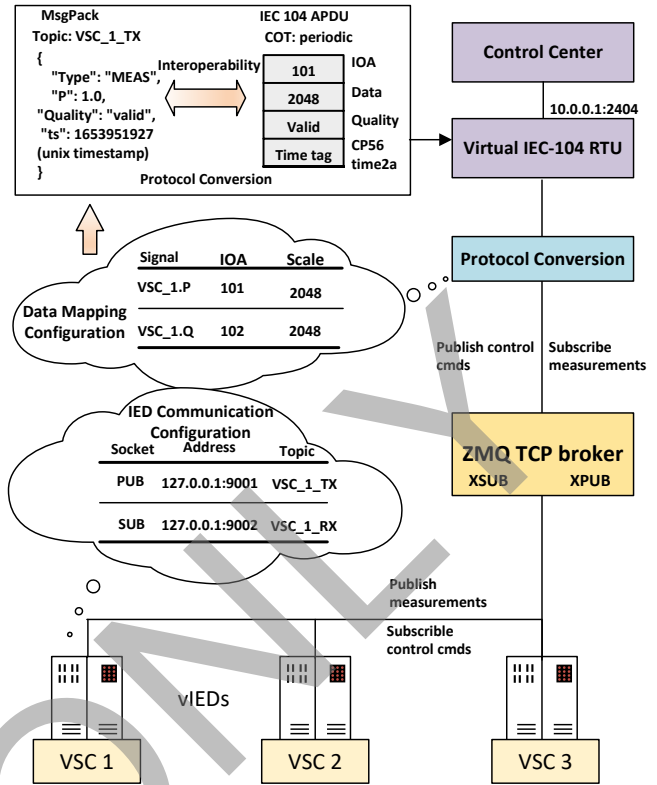 MsgPack
Topic: VSC_1_TX
{
"Type": "MEAS",
"P": 1.0,
"Quality": "valid",
"ts": 1653951927
(unix timestamp)
}
Interoperability
IEC 104 APDU
COT: periodic
101 IOA
2048 Data
Valid Quality
Time tag CP56
time2a
Protocol Conversion
Control Center
10.0.0.1:2404
Virtual IEC-104 RTU
Protocol Conversion
Data Mapping
Configuration
Signal IOA Scale
VSC_1.P 101 2048
VSC_1.Q 102 2048
Publish control
cmds
Subscribe
measurements
IED Communication
Configuration
Socket Address Topic
PUB 127.0.0.1:9001 VSC_1_TX
SUB 127.0.0.1:9002 VSC_1_RX
ZMQ TCP broker
XSUB XPUB
Publish
measurements
Subscrible
control cmds
vIEDs
VSC 1
VSC 2
VSC 3
ONLY